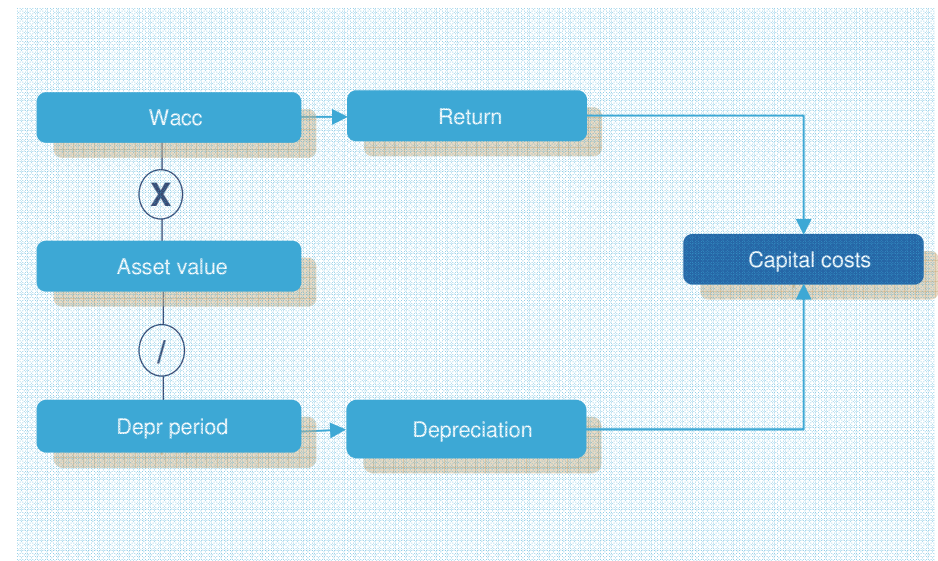 Wacc
Return
X
Asset value
Capital costs
/
Depr period
Depreciation